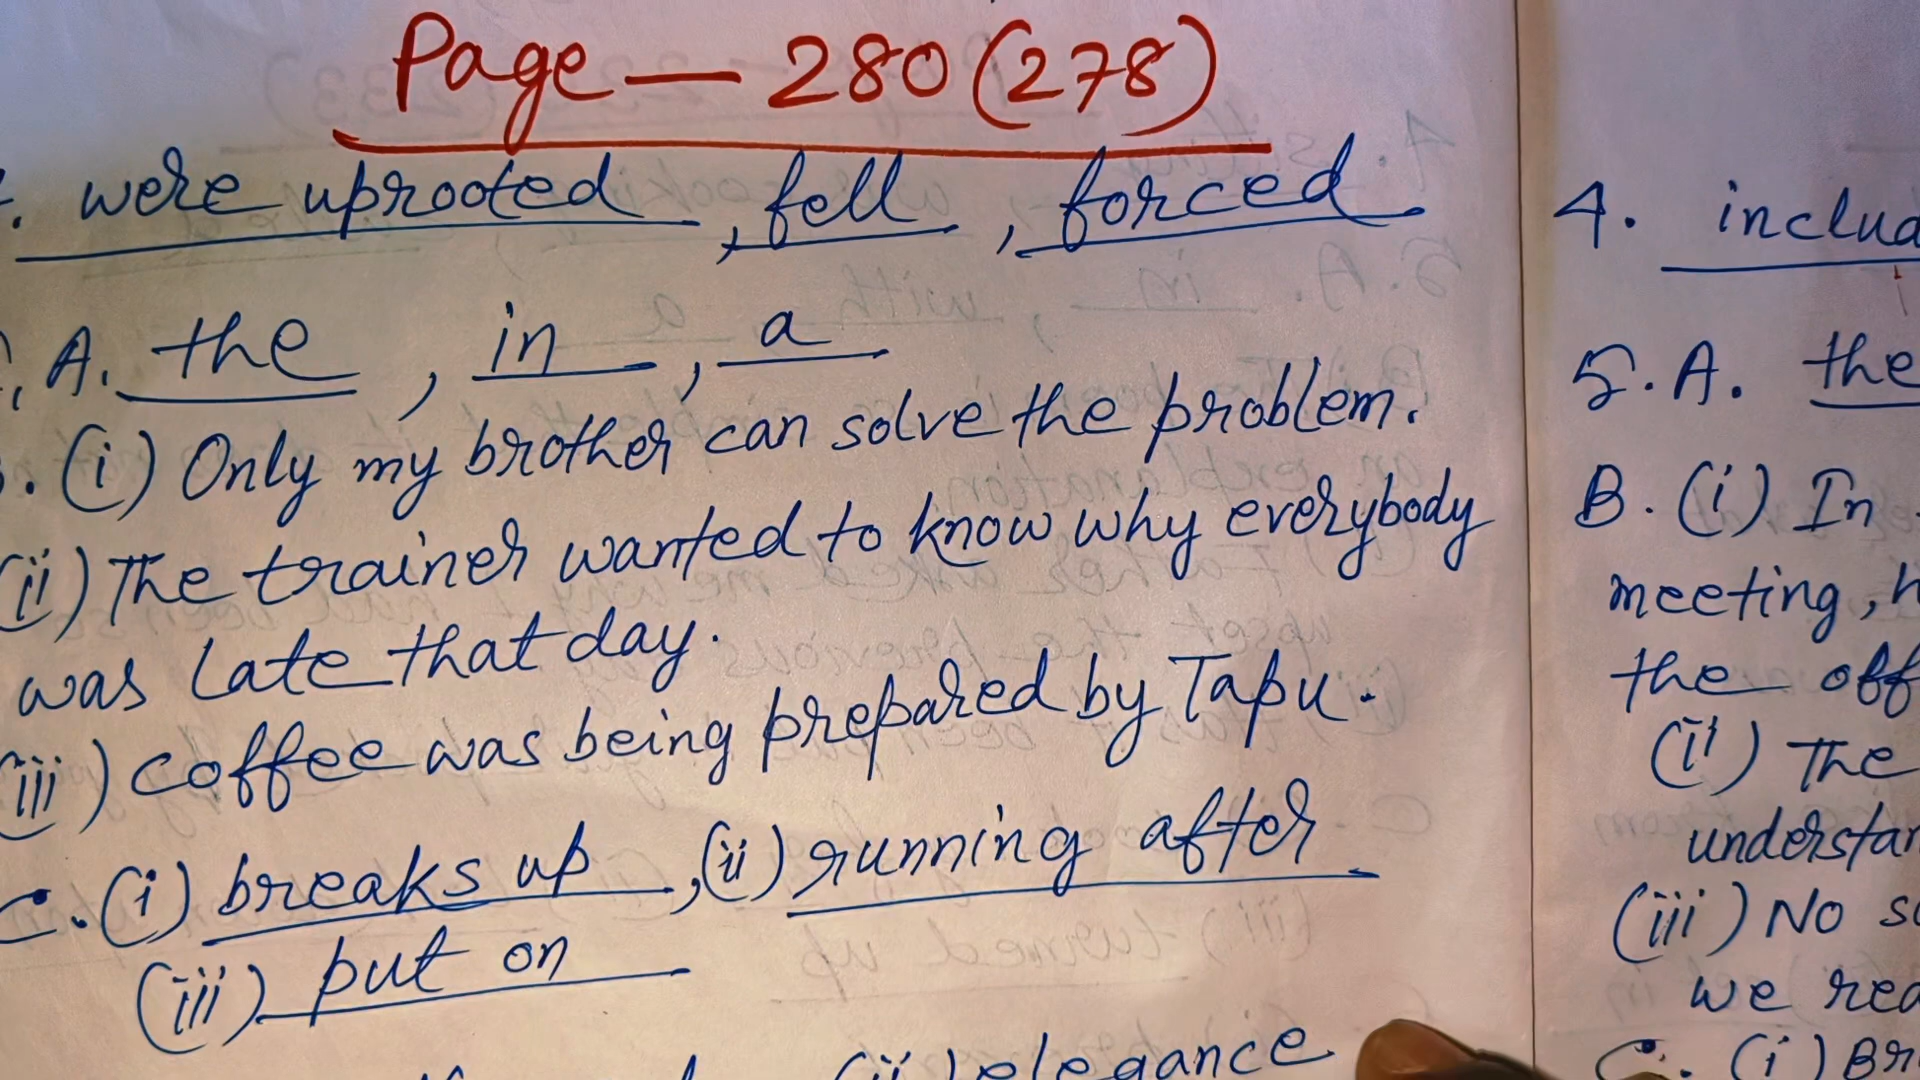 Page — 280 (278)
. were uprooted, fell, forced
A. the, in, a
. (i) Only my brother can solve the problem.
(ii) The trainer wanted to know why everybody
was late that day.
(iii) coffee was being prepared by Tapu.
C. (i) breaks up, (ii) running after
(iii) put on
(ii) elegance
4. includ
5. A. the
B. (i) In
meeting, h
the off
(ii) The
understan
(iii) No s
we rea
C. (i) Br